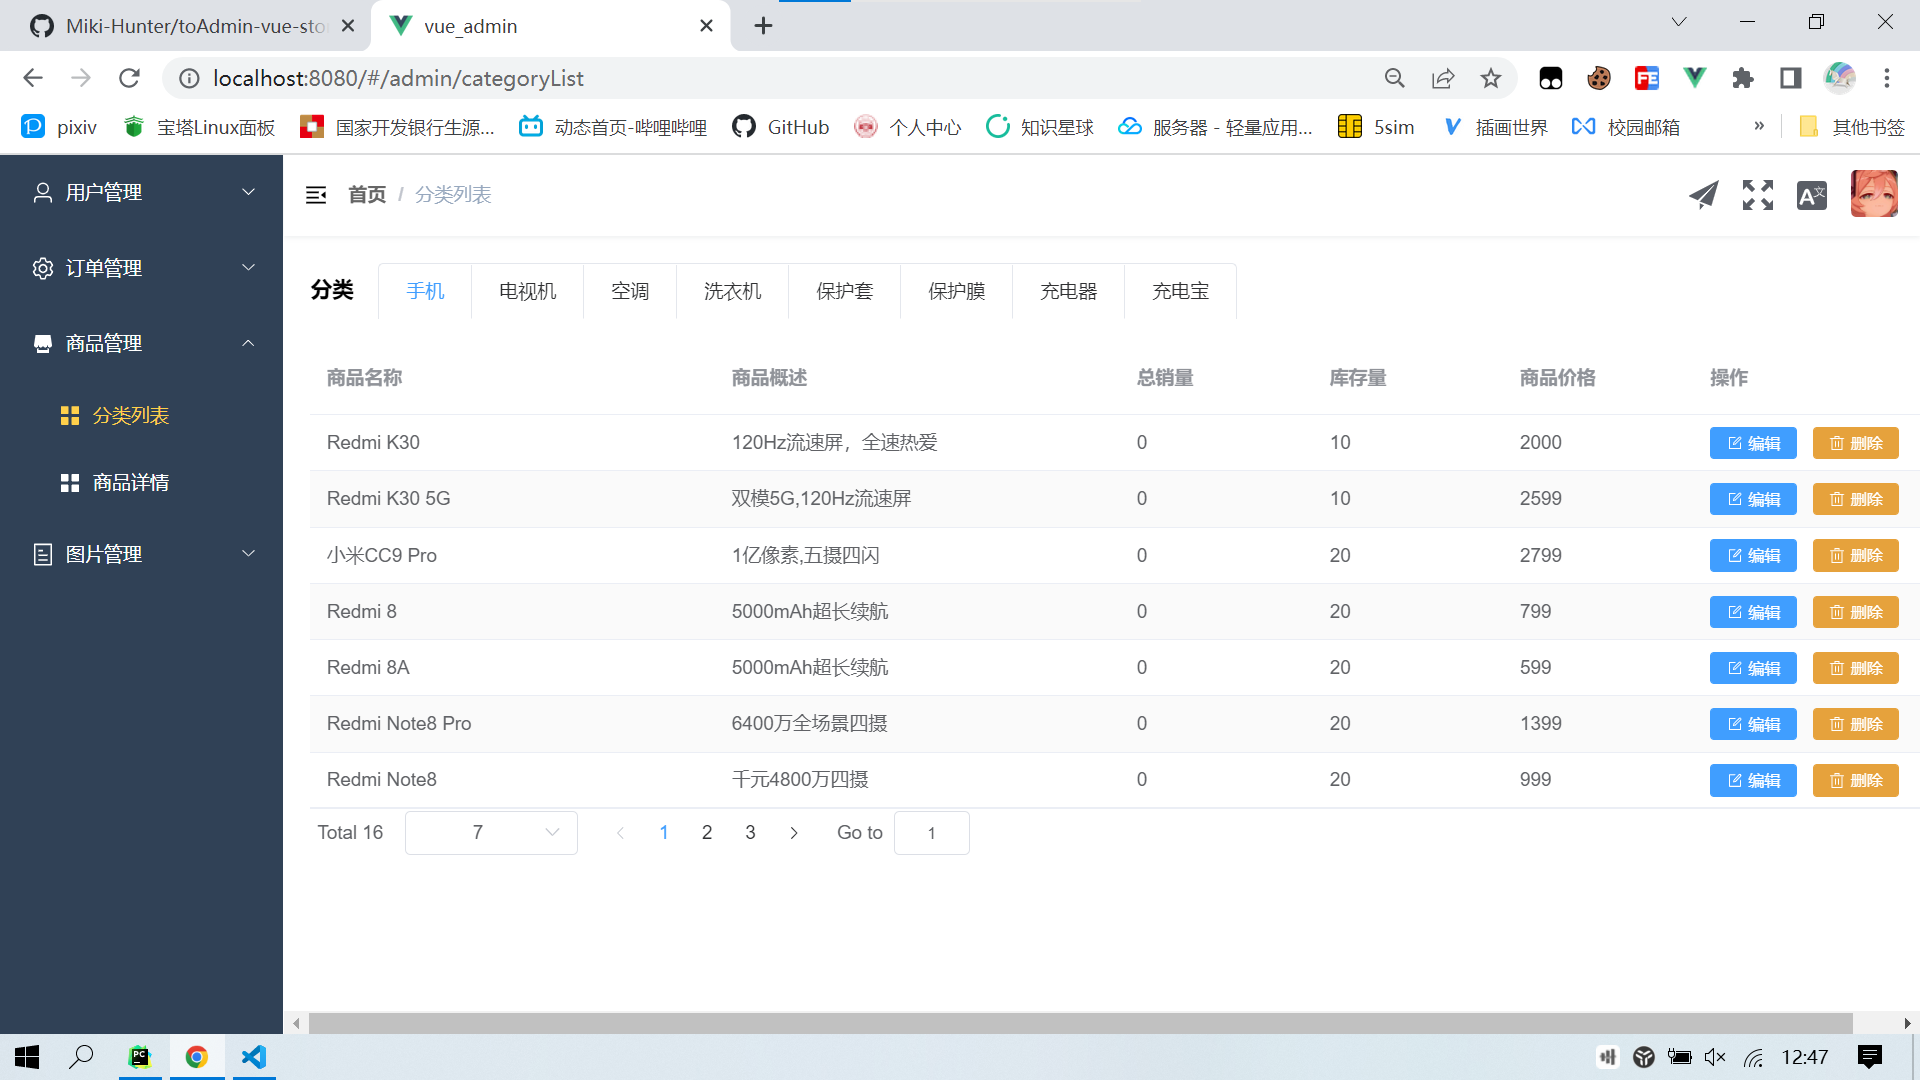 Miki-Hunter/toAdmin-vue-sto
vue_admin
localhost:8080/#/admin/categoryList
pixiv 宝塔Linux面板 国家开发银行生源... 动态首页-哔哩哔哩 GitHub 个人中心 知识星球 服务器 - 轻量应用... 5sim 插画世界 校园邮箱 » 其他书签
用户管理
订单管理
商品管理
分类列表
商品详情
图片管理
首页 / 分类列表
分类 手机 电视机 空调 洗衣机 保护套 保护膜 充电器 充电宝
商品名称 商品概述 总销量 库存量 商品价格 操作
Redmi K30 120Hz流速屏，全速热爱 0 10 2000 编辑 删除
Redmi K30 5G 双模5G,120Hz流速屏 0 10 2599 编辑 删除
小米CC9 Pro 1亿像素,五摄四闪 0 20 2799 编辑 删除
Redmi 8 5000mAh超长续航 0 20 799 编辑 删除
Redmi 8A 5000mAh超长续航 0 20 599 编辑 删除
Redmi Note8 Pro 6400万全场景四摄 0 20 1399 编辑 删除
Redmi Note8 千元4800万四摄 0 20 999 编辑 删除
Total 16 7 1 2 3 Go to 1
12:47